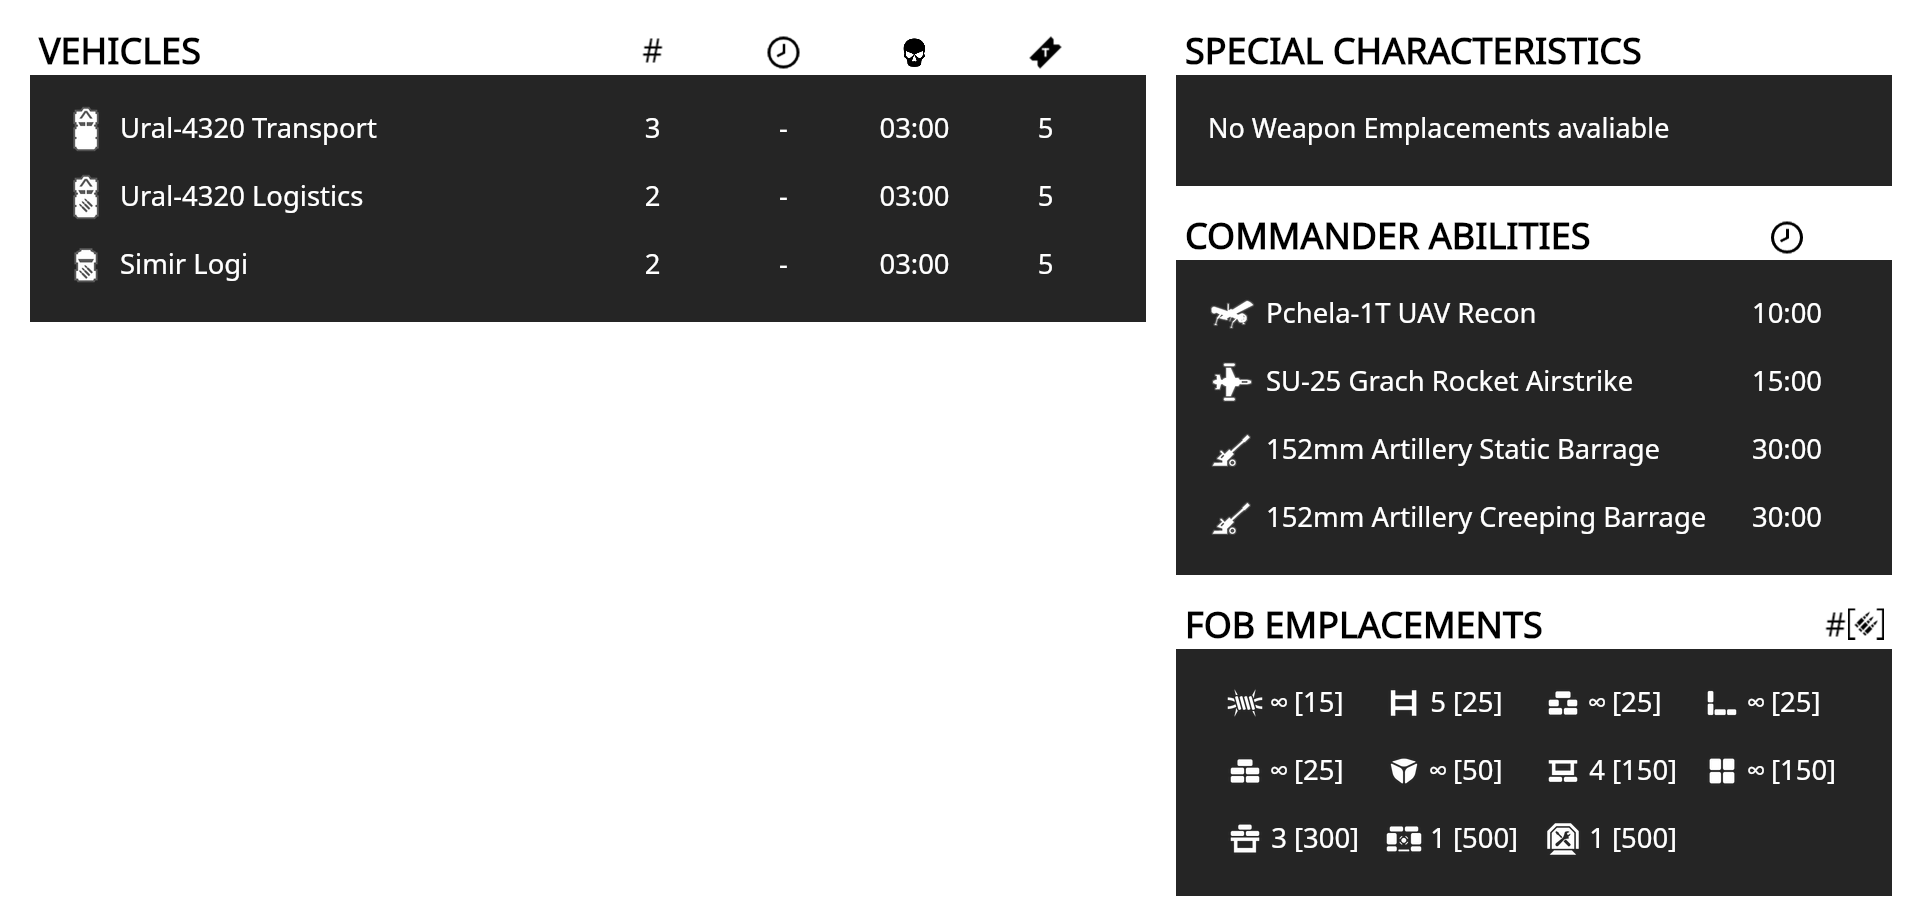 VEHICLES #
Ural-4320 Transport 3 - 03:00 5
Ural-4320 Logistics 2 - 03:00 5
Simir Logi 2 - 03:00 5
SPECIAL CHARACTERISTICS
No Weapon Emplacements avaliable
COMMANDER ABILITIES
Pchela-1T UAV Recon 10:00
SU-25 Grach Rocket Airstrike 15:00
152mm Artillery Static Barrage 30:00
152mm Artillery Creeping Barrage 30:00
FOB EMPLACEMENTS #[]
∞ [15] 5 [25] ∞ [25] ∞ [25]
∞ [25] ∞ [50] 4 [150] ∞ [150]
3 [300] 1 [500] 1 [500]